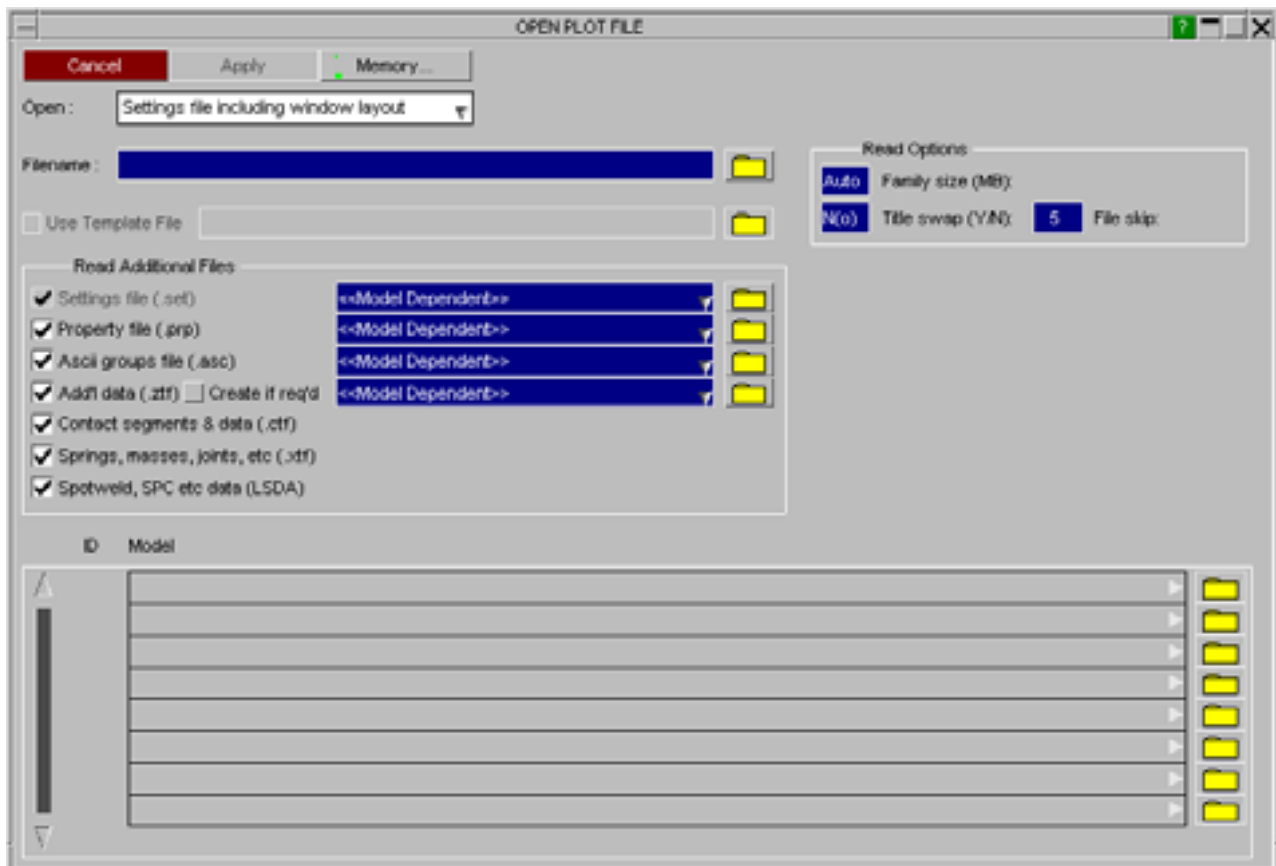 OPEN PLOT FILE
?
Cancel Apply Memory...
Open : Settings file including window layout
Filename :
Read Options
Auto Family size (MB):
N(o) Title swap (Y/N): 5 File skip:
Use Template File
Read Additional Files
Settings file (.set) <<Model Dependent>>
Property file (.prp) <<Model Dependent>>
Ascii groups file (.asc) <<Model Dependent>>
Add'l data (.ztf) Create if req'd <<Model Dependent>>
Contact segments & data (.ctf)
Springs, masses, joints, etc (.xtf)
Spotweld, SPC etc data (LSDA)
ID Model